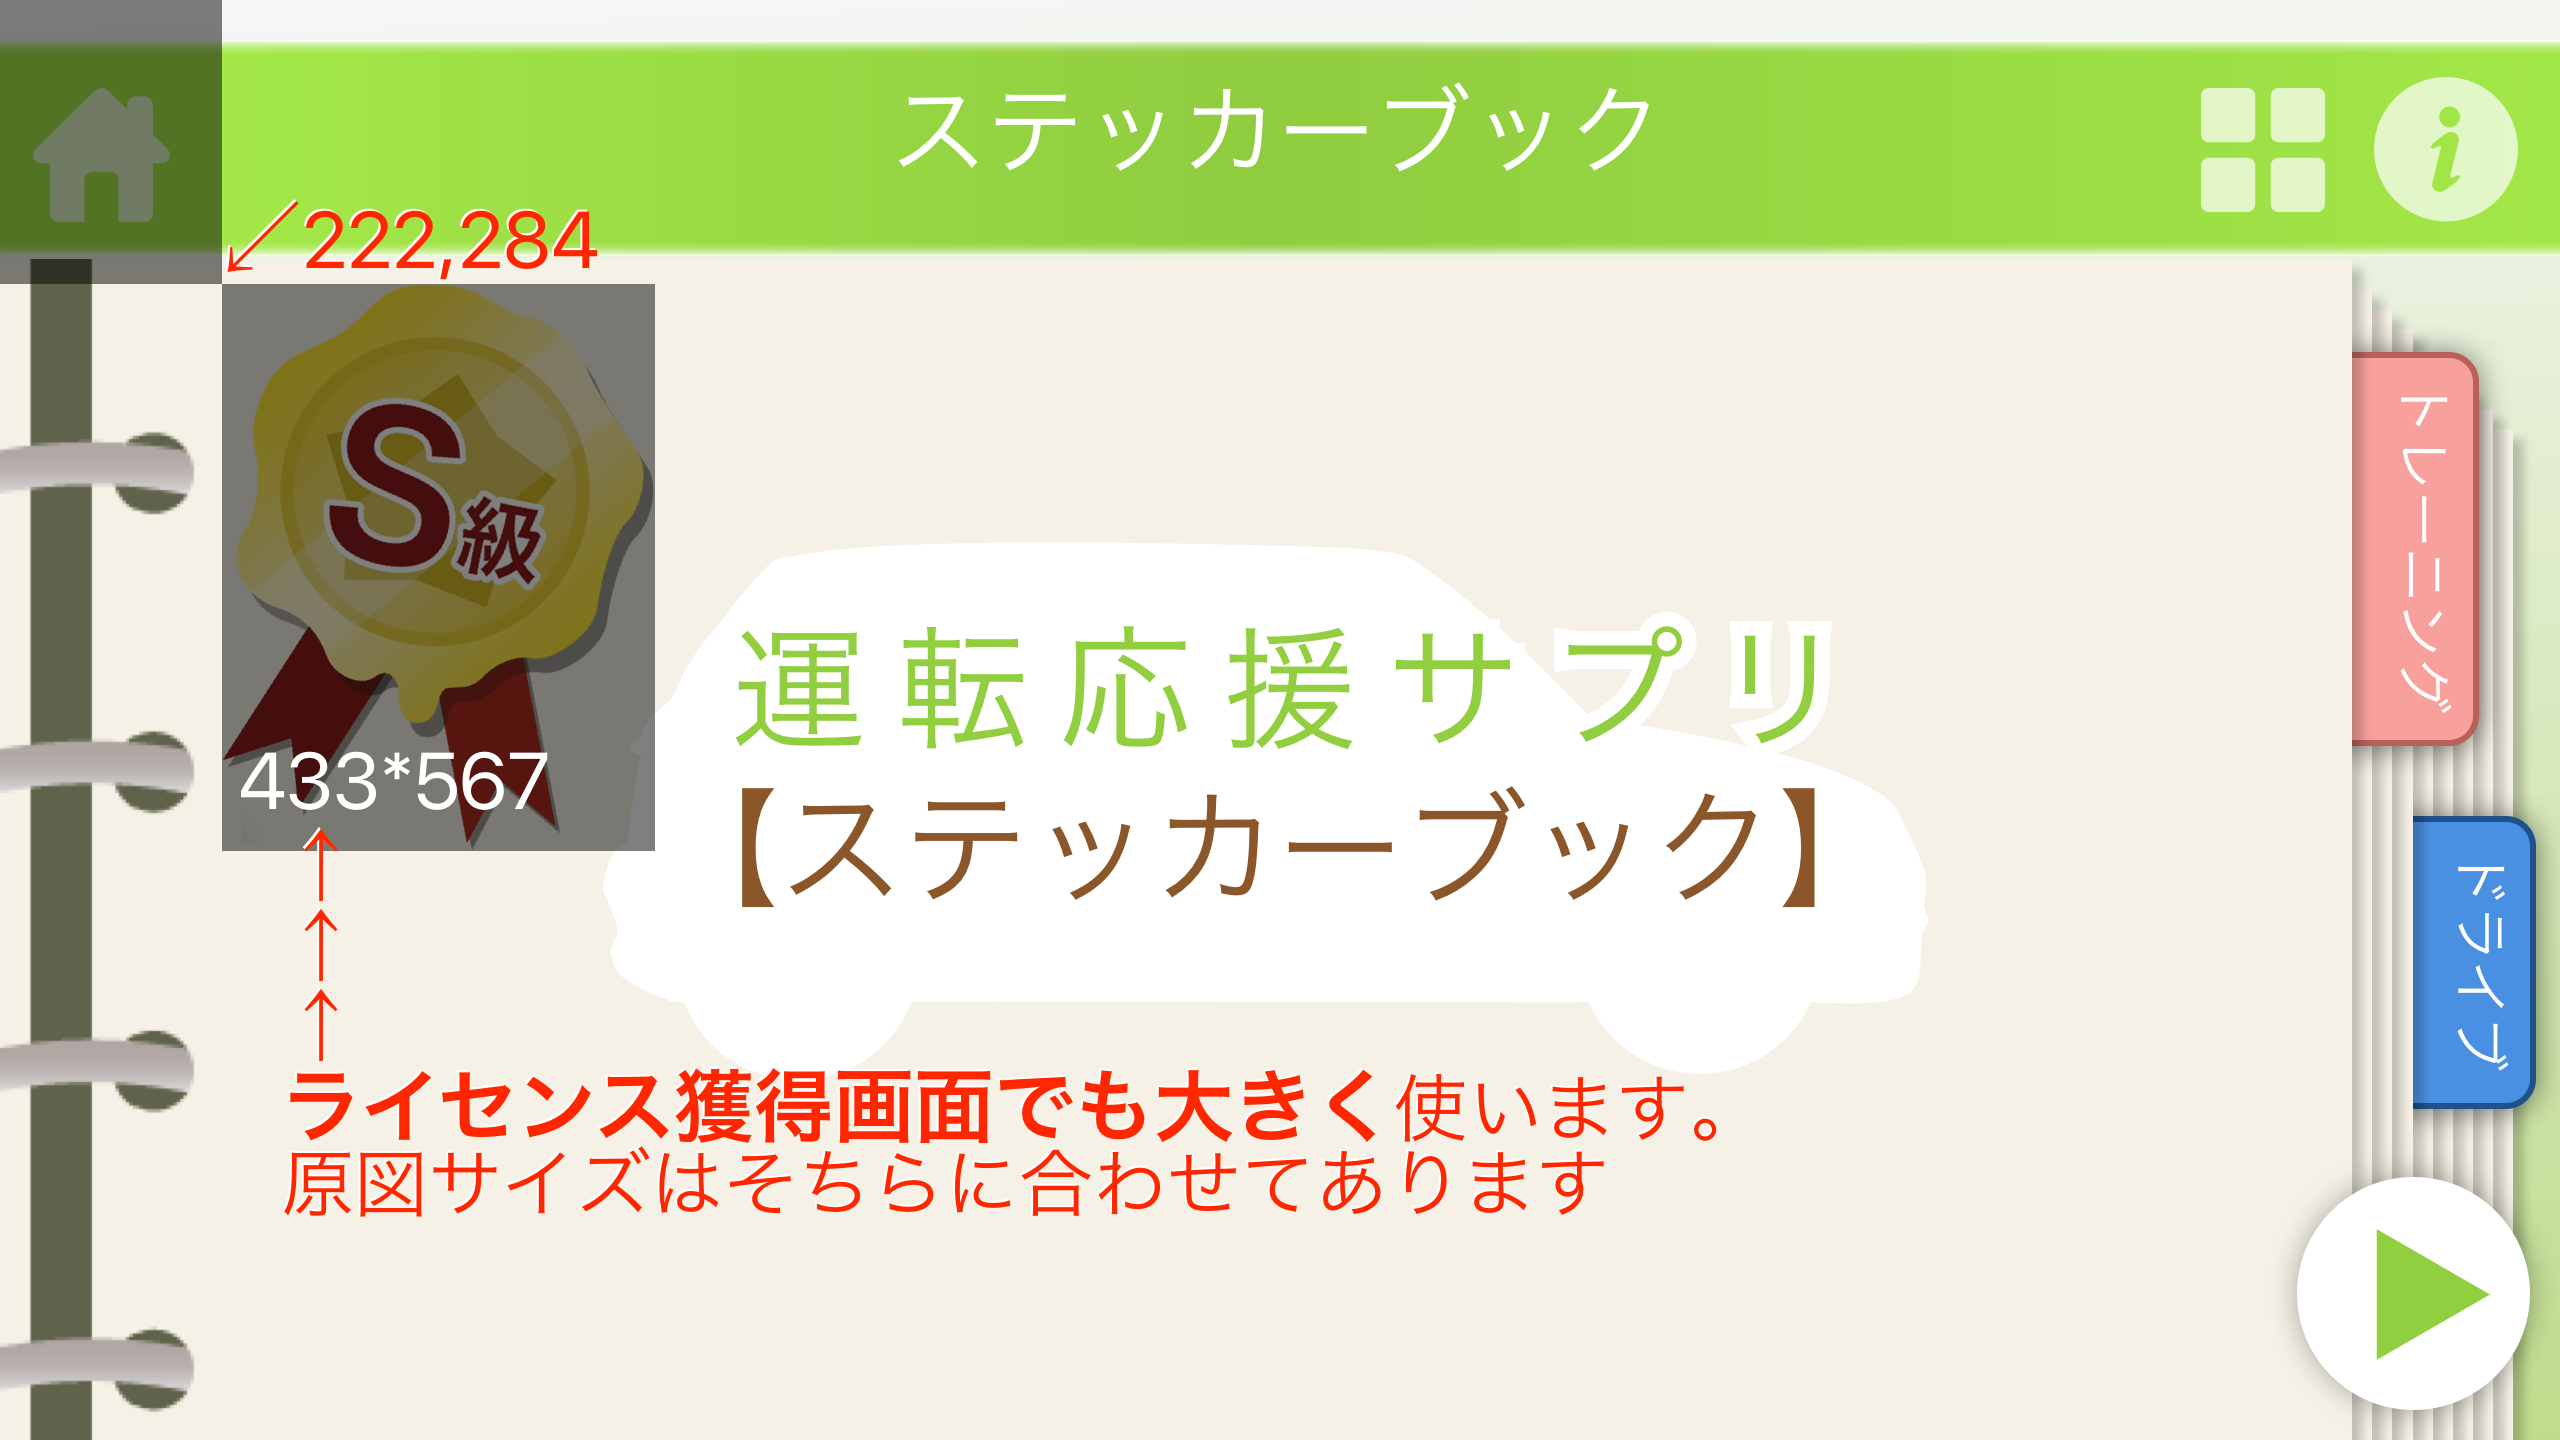 ステッカーブック
i
↙222,284
S級
433*567
トレーニング
運転応援サプリ
【ステッカーブック】
ドライブ
↑
↑
↑
ライセンス獲得画面でも大きく使います。
原図サイズはそちらに合わせてあります